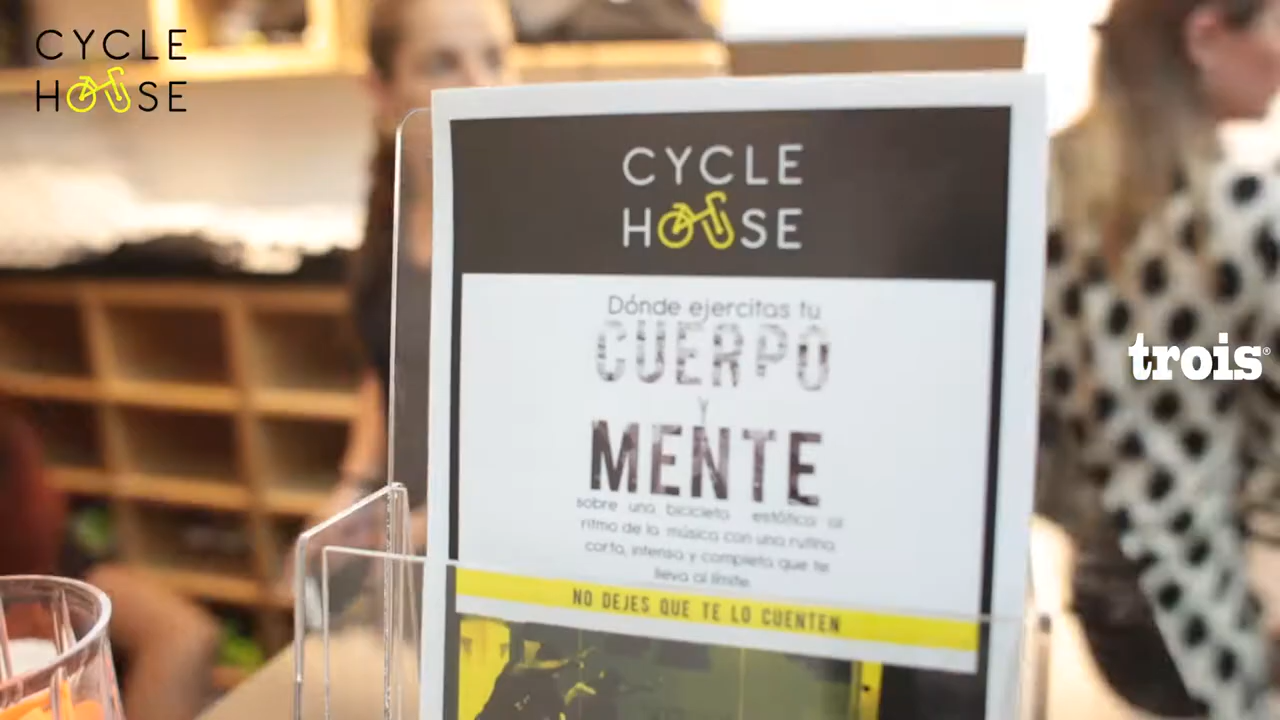 CYCLE
HOUSE
CYCLE
HOUSE
Dónde ejercitas tu
CUERPO
Y
MENTE
sobre una bicicleta estática al
ritmo de la música con una rutina
corta, intensa y completa que te
lleva al límite.
NO DEJES QUE TE LO CUENTEN
trois®